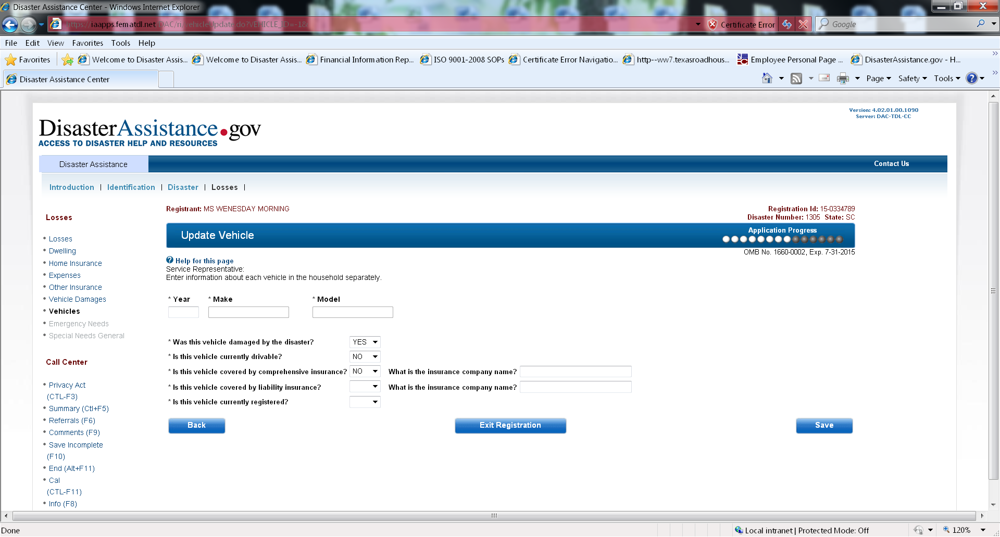 Disaster Assistance Center - Windows Internet Explorer
https://iaapps.fematdl.net/DAC/ri/vehicleUpdate.do?VEHICLE_ID=-1&
Certificate Error
Google
File Edit View Favorites Tools Help
Favorites
Welcome to Disaster Assis...
Welcome to Disaster Assis...
Financial Information Rep...
ISO 9001-2008 SOPs
Certificate Error Navigatio...
http--ww7.texasroadhous...
Employee Personal Page ...
DisasterAssistance.gov - H...
Disaster Assistance Center
Page Safety Tools
Version: 4.02.01.00.1090
Server: DAC-TDL-CC
DisasterAssistance.gov
ACCESS TO DISASTER HELP AND RESOURCES
Disaster Assistance
Contact Us
Introduction | Identification | Disaster | Losses |
Registrant: MS WENESDAY MORNING
Registration Id: 15-0334789
Disaster Number: 1305 State: SC
Losses
• Losses
• Dwelling
• Home Insurance
• Expenses
• Other Insurance
• Vehicle Damages
• Vehicles
• Emergency Needs
• Special Needs General
Call Center
• Privacy Act
(CTL-F3)
• Summary (Ctl+F5)
• Referrals (F6)
• Comments (F9)
• Save Incomplete
(F10)
• End (Alt+F11)
• Cal
(CTL-F11)
• Info (F8)
Update Vehicle
Application Progress
OMB No. 1660-0002, Exp. 7-31-2015
Help for this page
Service Representative:
Enter information about each vehicle in the household separately.
* Year * Make * Model
* Was this vehicle damaged by the disaster? YES
* Is this vehicle currently drivable? NO
* Is this vehicle covered by comprehensive insurance? NO What is the insurance company name?
* Is this vehicle covered by liability insurance? What is the insurance company name?
* Is this vehicle currently registered?
Back
Exit Registration
Save
Done
Local intranet | Protected Mode: Off
120%